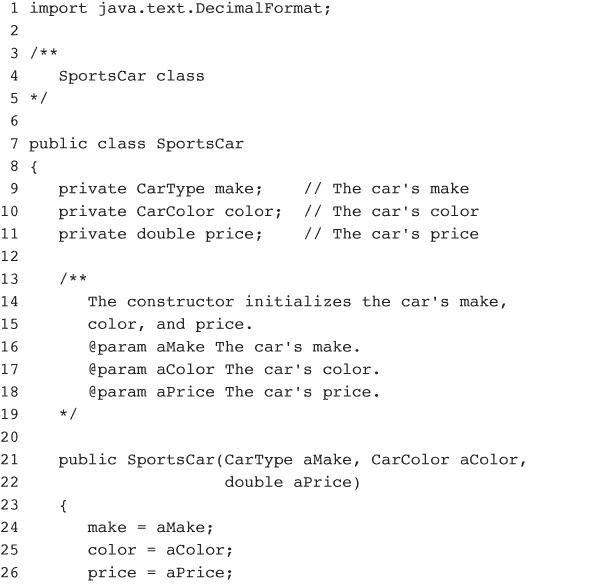 1 import java.text.DecimalFormat;
2
3 /**
4    SportsCar class
5 */
6
7 public class SportsCar
8 {
9    private CarType make;    // The car's make
10    private CarColor color;  // The car's color
11    private double price;    // The car's price
12
13    /**
14       The constructor initializes the car's make,
15       color, and price.
16       @param aMake The car's make.
17       @param aColor The car's color.
18       @param aPrice The car's price.
19    */
20
21    public SportsCar(CarType aMake, CarColor aColor,
22                     double aPrice)
23    {
24       make = aMake;
25       color = aColor;
26       price = aPrice;